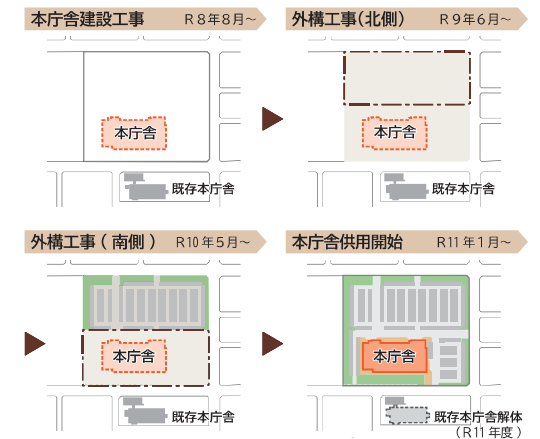 本庁舎建設工事 R8年8月～
外構工事(北側) R9年6月～
本庁舎
既存本庁舎
本庁舎
既存本庁舎
外構工事(南側) R10年5月～
本庁舎供用開始 R11年1月～
本庁舎
既存本庁舎
本庁舎
既存本庁舎解体
(R11年度)